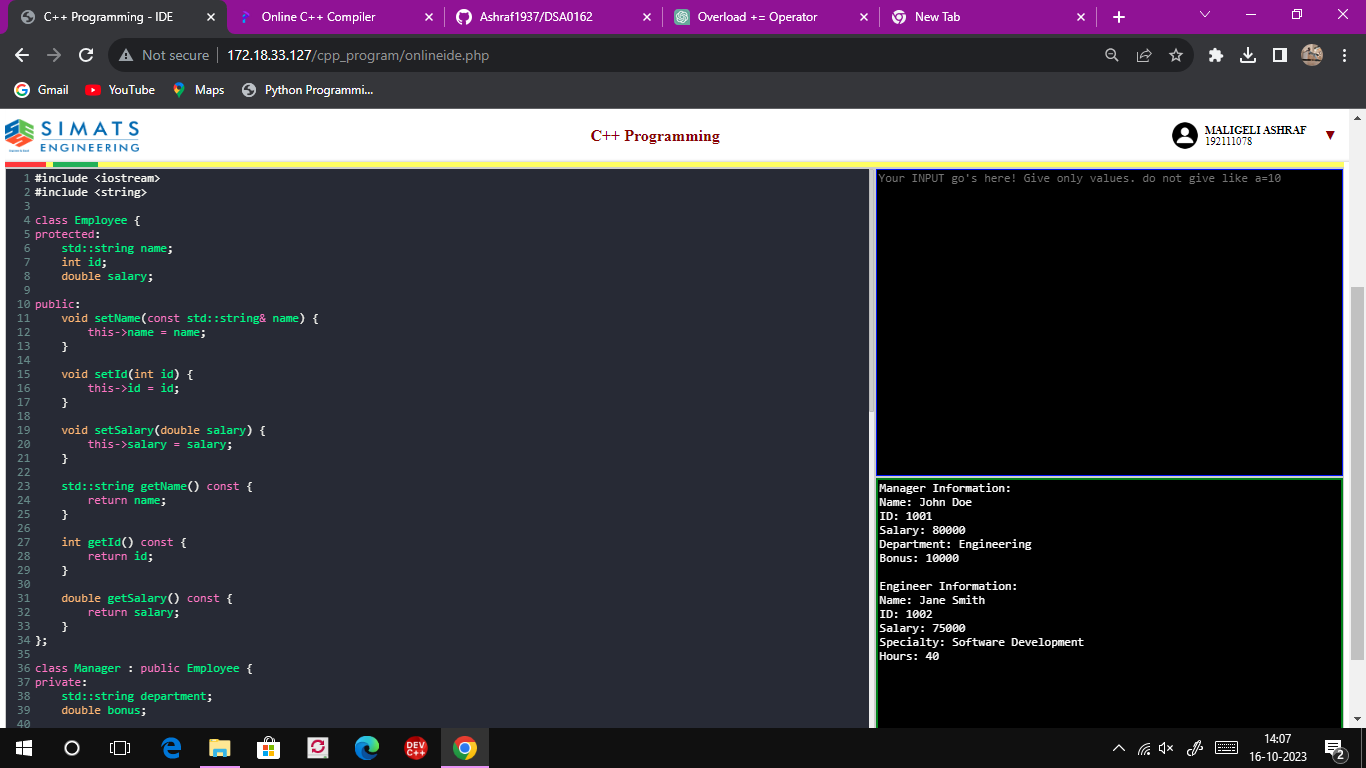 C++ Programming - IDE
Online C++ Compiler
Ashraf1937/DSA0162
Overload += Operator
New Tab
Not secure
172.18.33.127/cpp_program/onlineide.php
Gmail
YouTube
Maps
Python Programmi...
SIMATS
ENGINEERING
C++ Programming
MALIGELI ASHRAF
192111078
1 #include <iostream>
2 #include <string>
3
4 class Employee {
5 protected:
6     std::string name;
7     int id;
8     double salary;
9
10 public:
11     void setName(const std::string& name) {
12         this->name = name;
13     }
14
15     void setId(int id) {
16         this->id = id;
17     }
18
19     void setSalary(double salary) {
20         this->salary = salary;
21     }
22
23     std::string getName() const {
24         return name;
25     }
26
27     int getId() const {
28         return id;
29     }
30
31     double getSalary() const {
32         return salary;
33     }
34 };
35
36 class Manager : public Employee {
37 private:
38     std::string department;
39     double bonus;
40
Your INPUT go's here! Give only values. do not give like a=10
Manager Information:
Name: John Doe
ID: 1001
Salary: 80000
Department: Engineering
Bonus: 10000
Engineer Information:
Name: Jane Smith
ID: 1002
Salary: 75000
Specialty: Software Development
Hours: 40
DEV
C++
14:07
16-10-2023
2